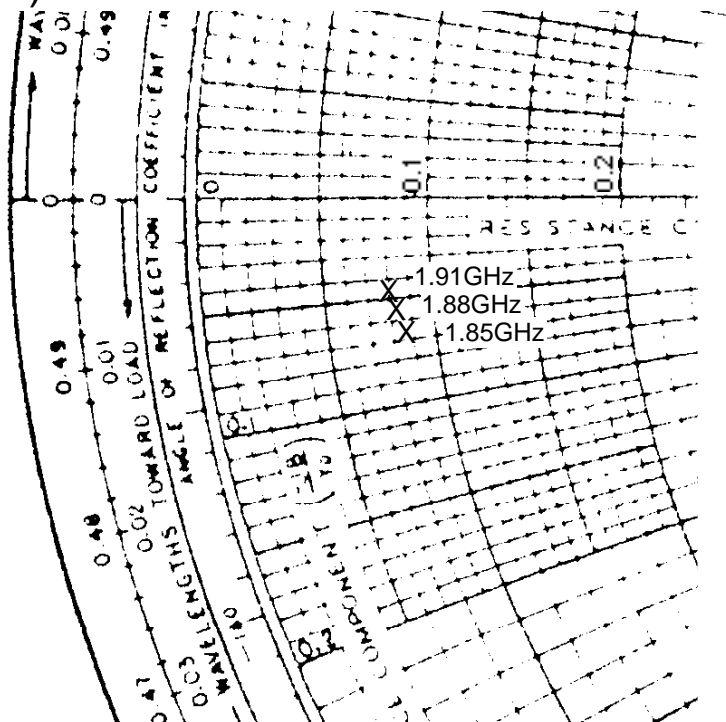 WA
0.01
0.49
0
0
0
0.1
0.2
RESISTANCE C
1.91GHz
1.88GHz
1.85GHz
0.49
0.01
0.48
0.02
0.47
0.03
WAVELENGTHS TOWARD LOAD
ANGLE OF REFLECTION COEFFICIENT
-160
0.2
COMPONENT